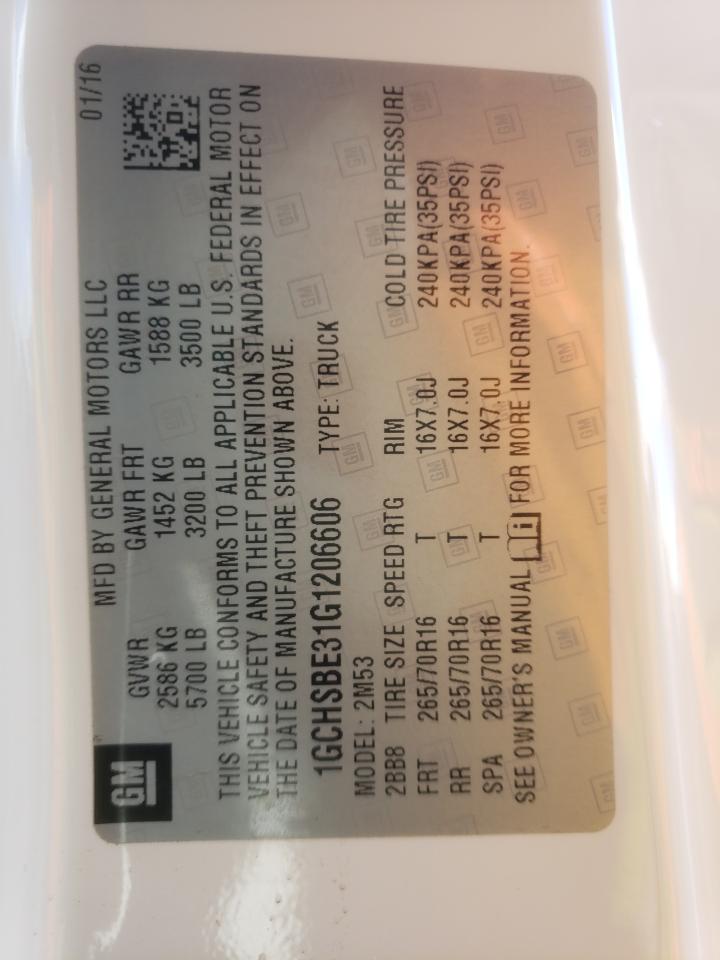 GM
MFD BY GENERAL MOTORS LLC 01/16
GVWR GAWR FRT GAWR RR
2586 KG 1452 KG 1588 KG
5700 LB 3200 LB 3500 LB
THIS VEHICLE CONFORMS TO ALL APPLICABLE U.S. FEDERAL MOTOR
VEHICLE SAFETY AND THEFT PREVENTION STANDARDS IN EFFECT ON
THE DATE OF MANUFACTURE SHOWN ABOVE.
1GCHSBE31G1206606 TYPE: TRUCK
MODEL: 2M53
2BB8 TIRE SIZE SPEED RTG RIM COLD TIRE PRESSURE
FRT 265/70R16 T 16X7.0J 240KPA(35PSI)
RR 265/70R16 T 16X7.0J 240KPA(35PSI)
SPA 265/70R16 T 16X7.0J 240KPA(35PSI)
SEE OWNER'S MANUAL i FOR MORE INFORMATION.